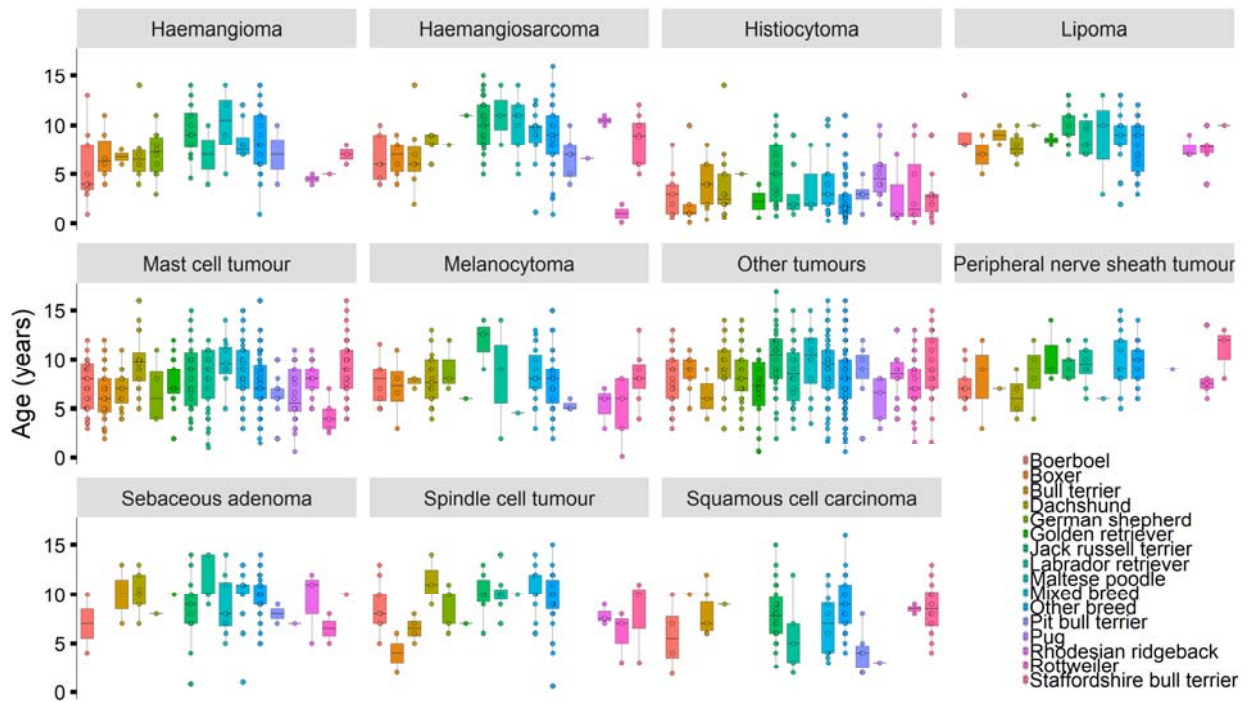 Haemangioma Haemangiosarcoma Histiocytoma Lipoma
15
10
5
0
Mast cell tumour Melanocytoma Other tumours Peripheral nerve sheath tumour
15
10
5
0
Age (years)
Sebaceous adenoma Spindle cell tumour Squamous cell carcinoma
15
10
5
0
Boerboel
Boxer
Bull terrier
Dachshund
German shepherd
Golden retriever
Jack russell terrier
Labrador retriever
Maltese poodle
Mixed breed
Other breed
Pit bull terrier
Pug
Rhodesian ridgeback
Rottweiler
Staffordshire bull terrier